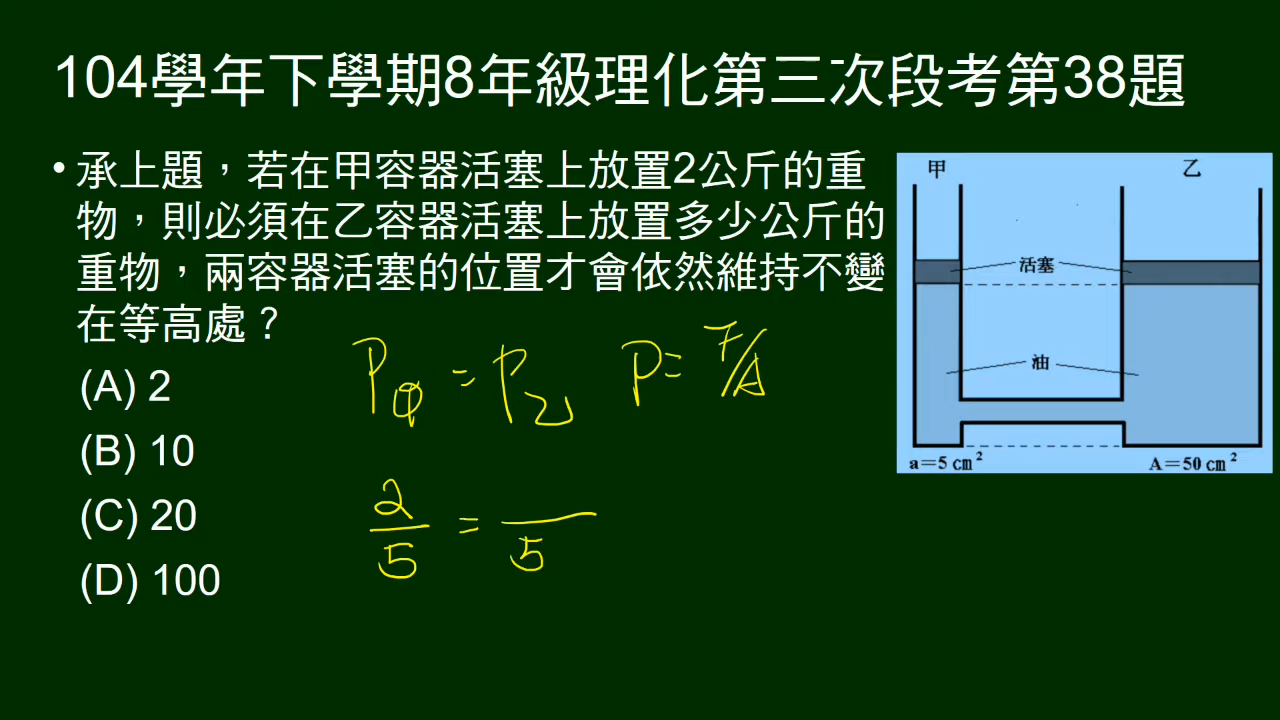 104學年下學期8年級理化第三次段考第38題
• 承上題，若在甲容器活塞上放置2公斤的重
物，則必須在乙容器活塞上放置多少公斤的
重物，兩容器活塞的位置才會依然維持不變
在等高處？
(A) 2
(B) 10
(C) 20
(D) 100
P甲 = P乙 P = F/A
2/5 = /5
甲 乙
活塞
油
a＝5 cm²
A＝50 cm²